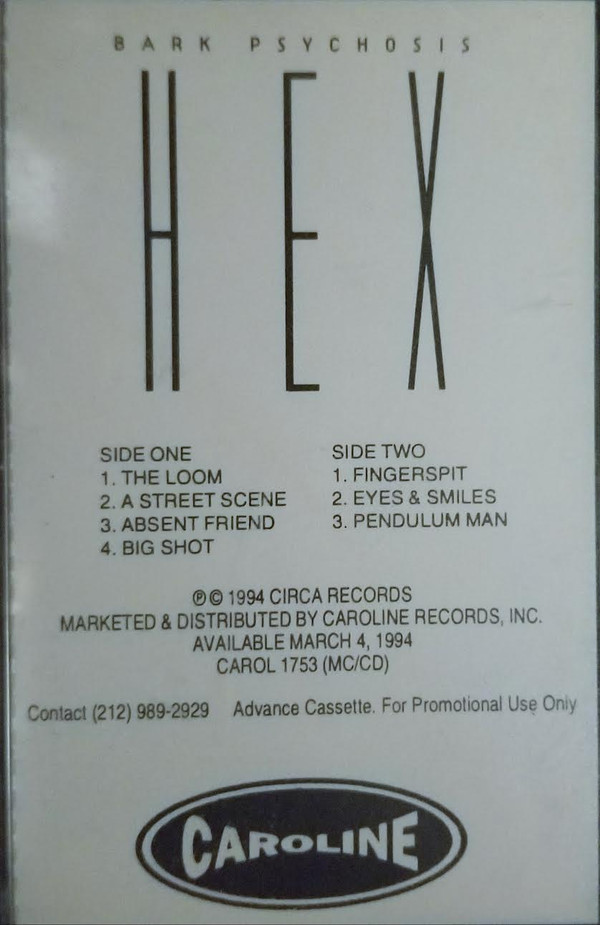 BARK PSYCHOSIS
HEX
SIDE ONE
1. THE LOOM
2. A STREET SCENE
3. ABSENT FRIEND
4. BIG SHOT
SIDE TWO
1. FINGERSPIT
2. EYES & SMILES
3. PENDULUM MAN
℗© 1994 CIRCA RECORDS
MARKETED & DISTRIBUTED BY CAROLINE RECORDS, INC.
AVAILABLE MARCH 4, 1994
CAROL 1753 (MC/CD)
Contact (212) 989-2929 Advance Cassette. For Promotional Use Only
CAROLINE